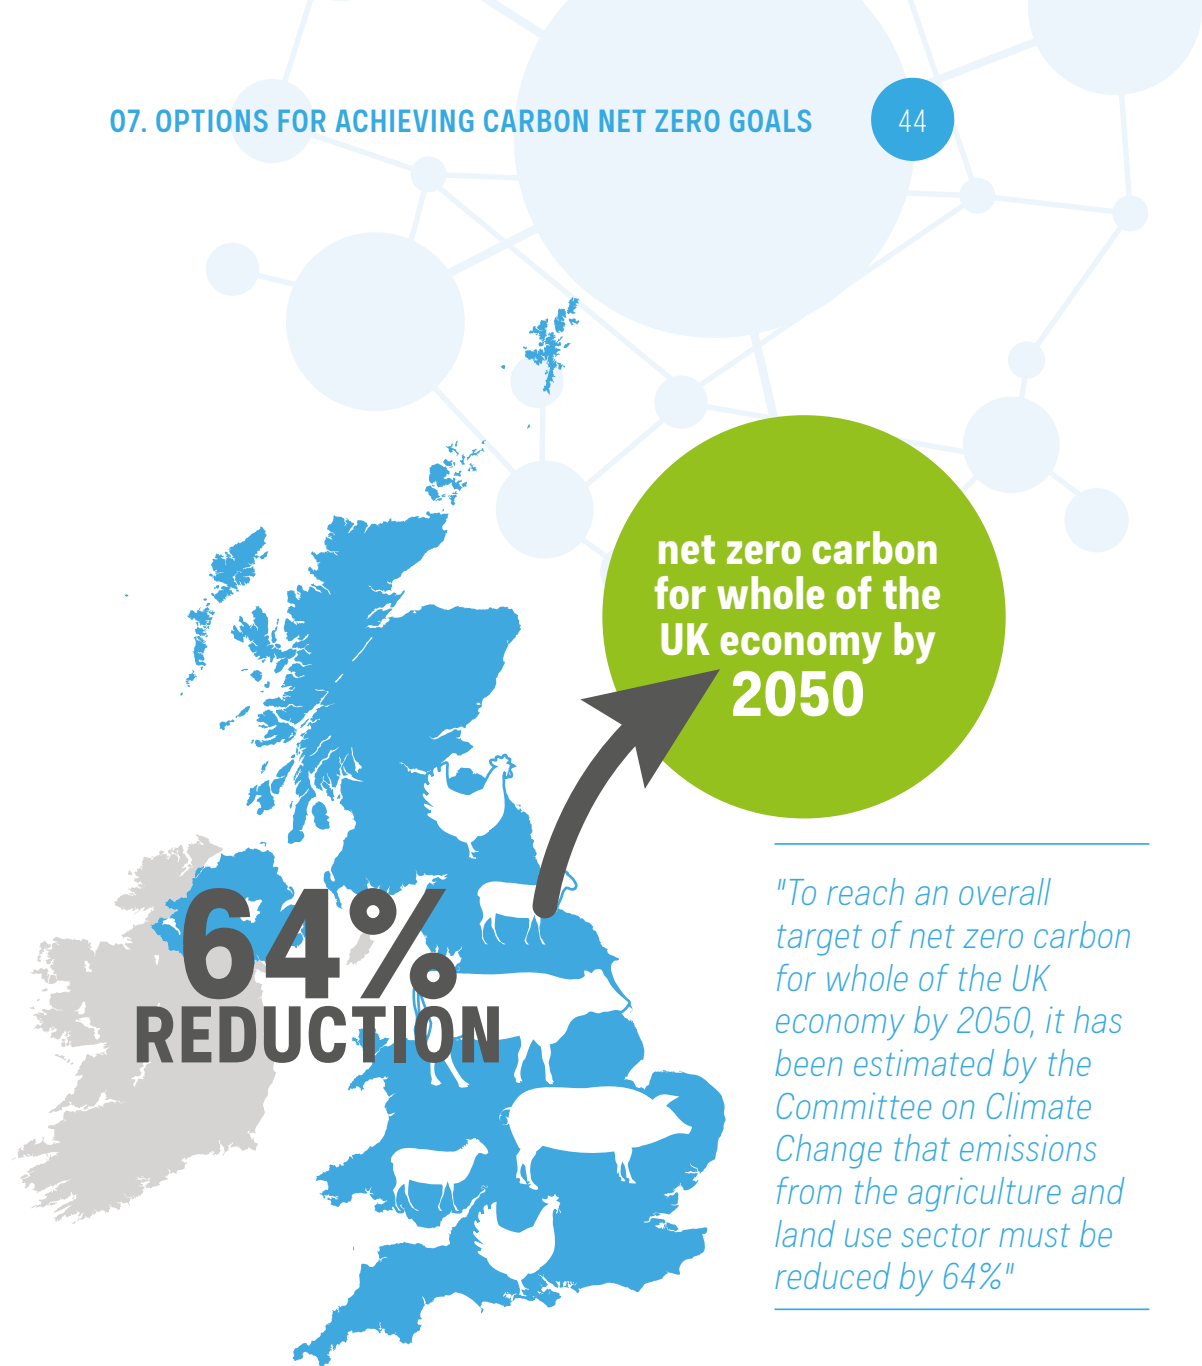 07. OPTIONS FOR ACHIEVING CARBON NET ZERO GOALS
44
net zero carbon
for whole of the
UK economy by
2050
64%
REDUCTION
"To reach an overall
target of net zero carbon
for whole of the UK
economy by 2050, it has
been estimated by the
Committee on Climate
Change that emissions
from the agriculture and
land use sector must be
reduced by 64%"